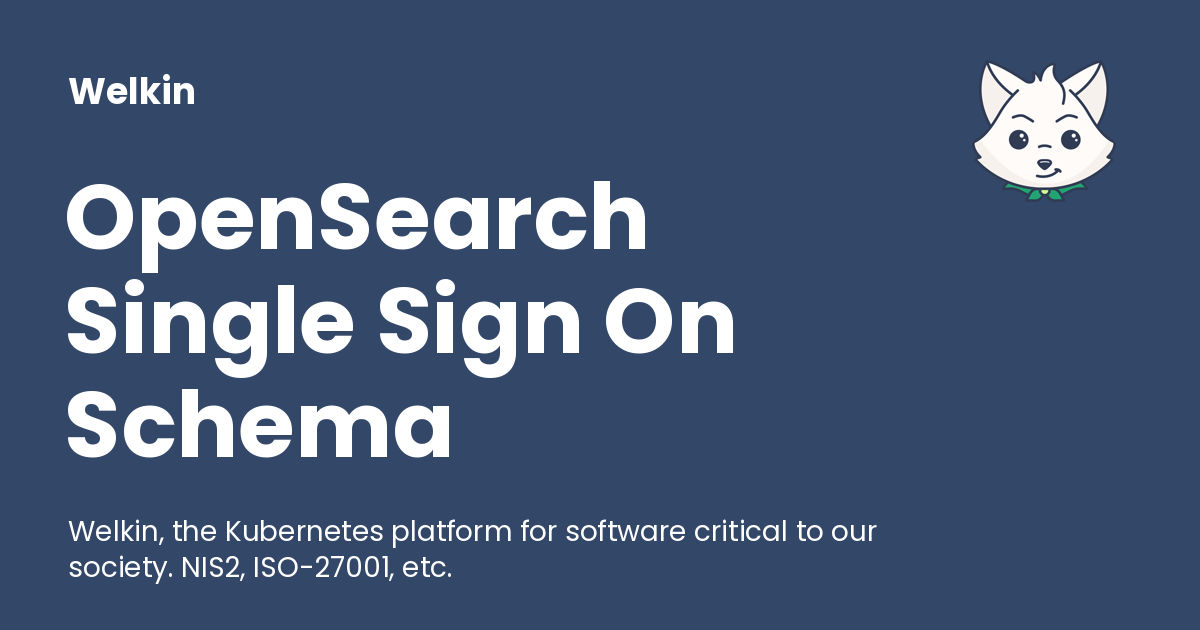 Welkin
OpenSearch
Single Sign On
Schema
Welkin, the Kubernetes platform for software critical to our
society. NIS2, ISO-27001, etc.